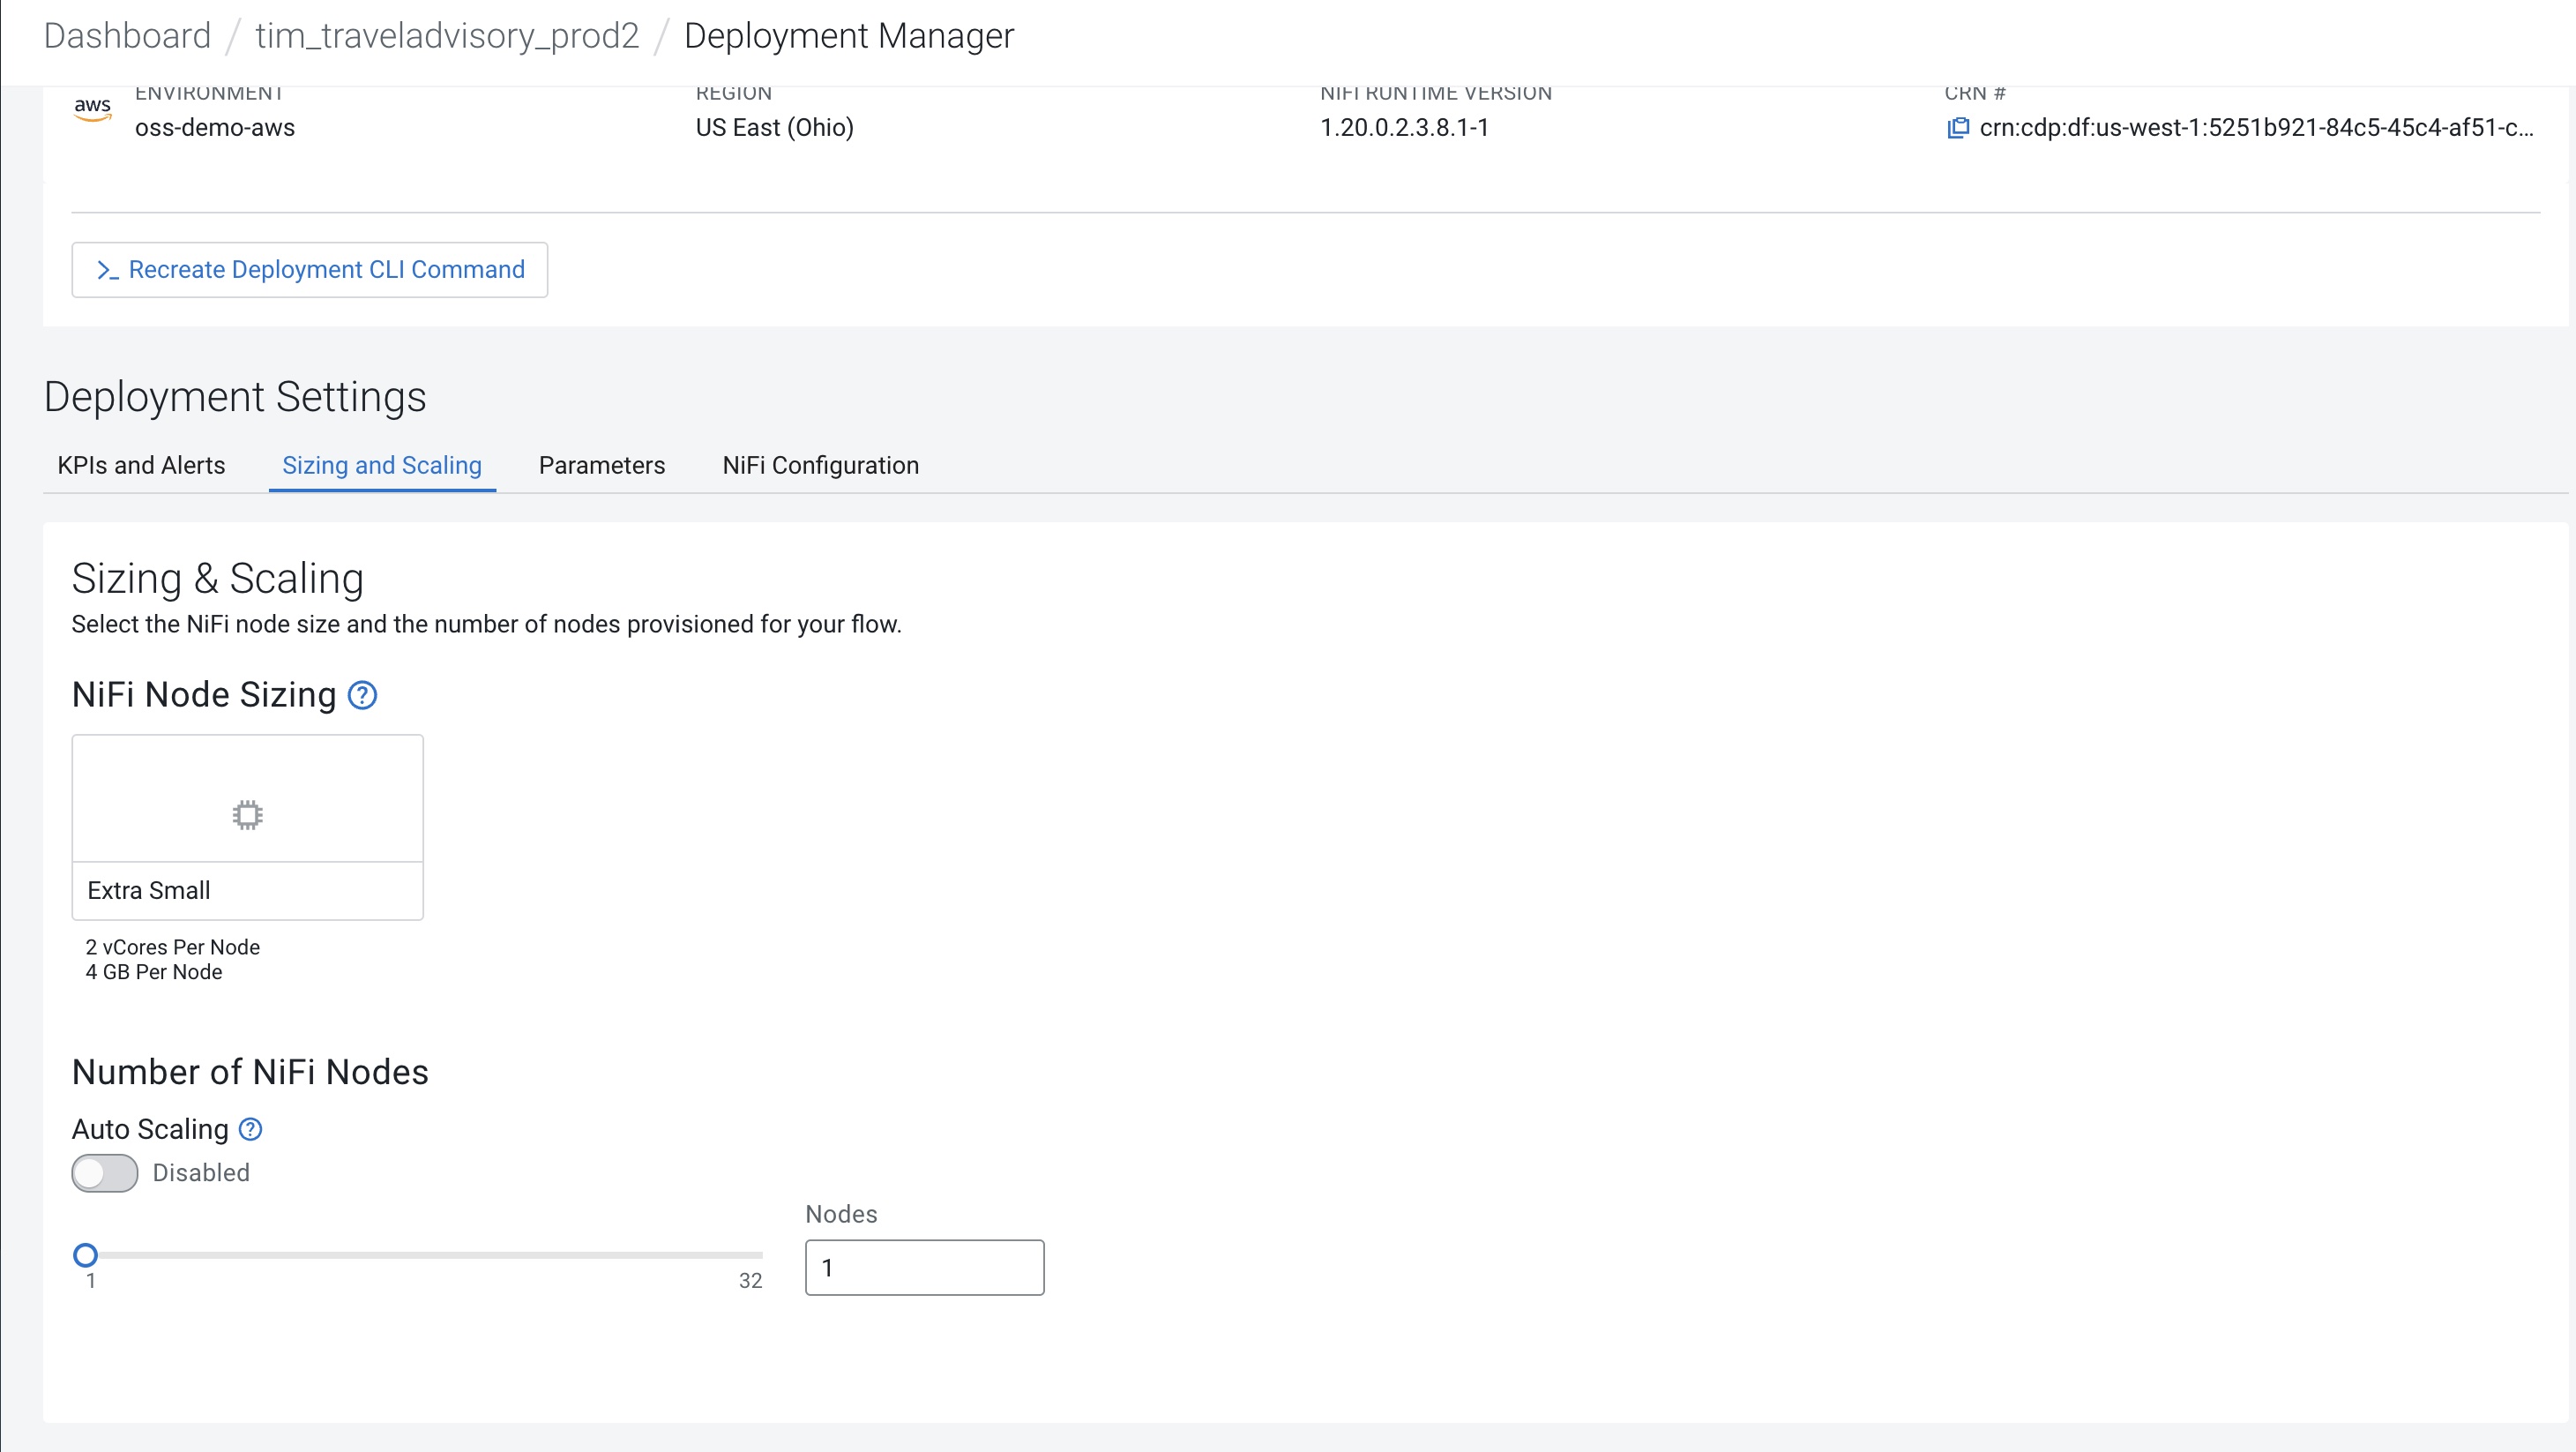 Dashboard / tim_traveladvisory_prod2 / Deployment Manager
aws
ENVIRONMENT
oss-demo-aws
REGION
US East (Ohio)
NIFI RUNTIME VERSION
1.20.0.2.3.8.1-1
CRN #
crn:cdp:df:us-west-1:5251b921-84c5-45c4-af51-c...
>_ Recreate Deployment CLI Command
Deployment Settings
KPIs and Alerts Sizing and Scaling Parameters NiFi Configuration
Sizing & Scaling
Select the NiFi node size and the number of nodes provisioned for your flow.
NiFi Node Sizing ?
Extra Small
2 vCores Per Node
4 GB Per Node
Number of NiFi Nodes
Auto Scaling ?
Disabled
Nodes
1
1 32